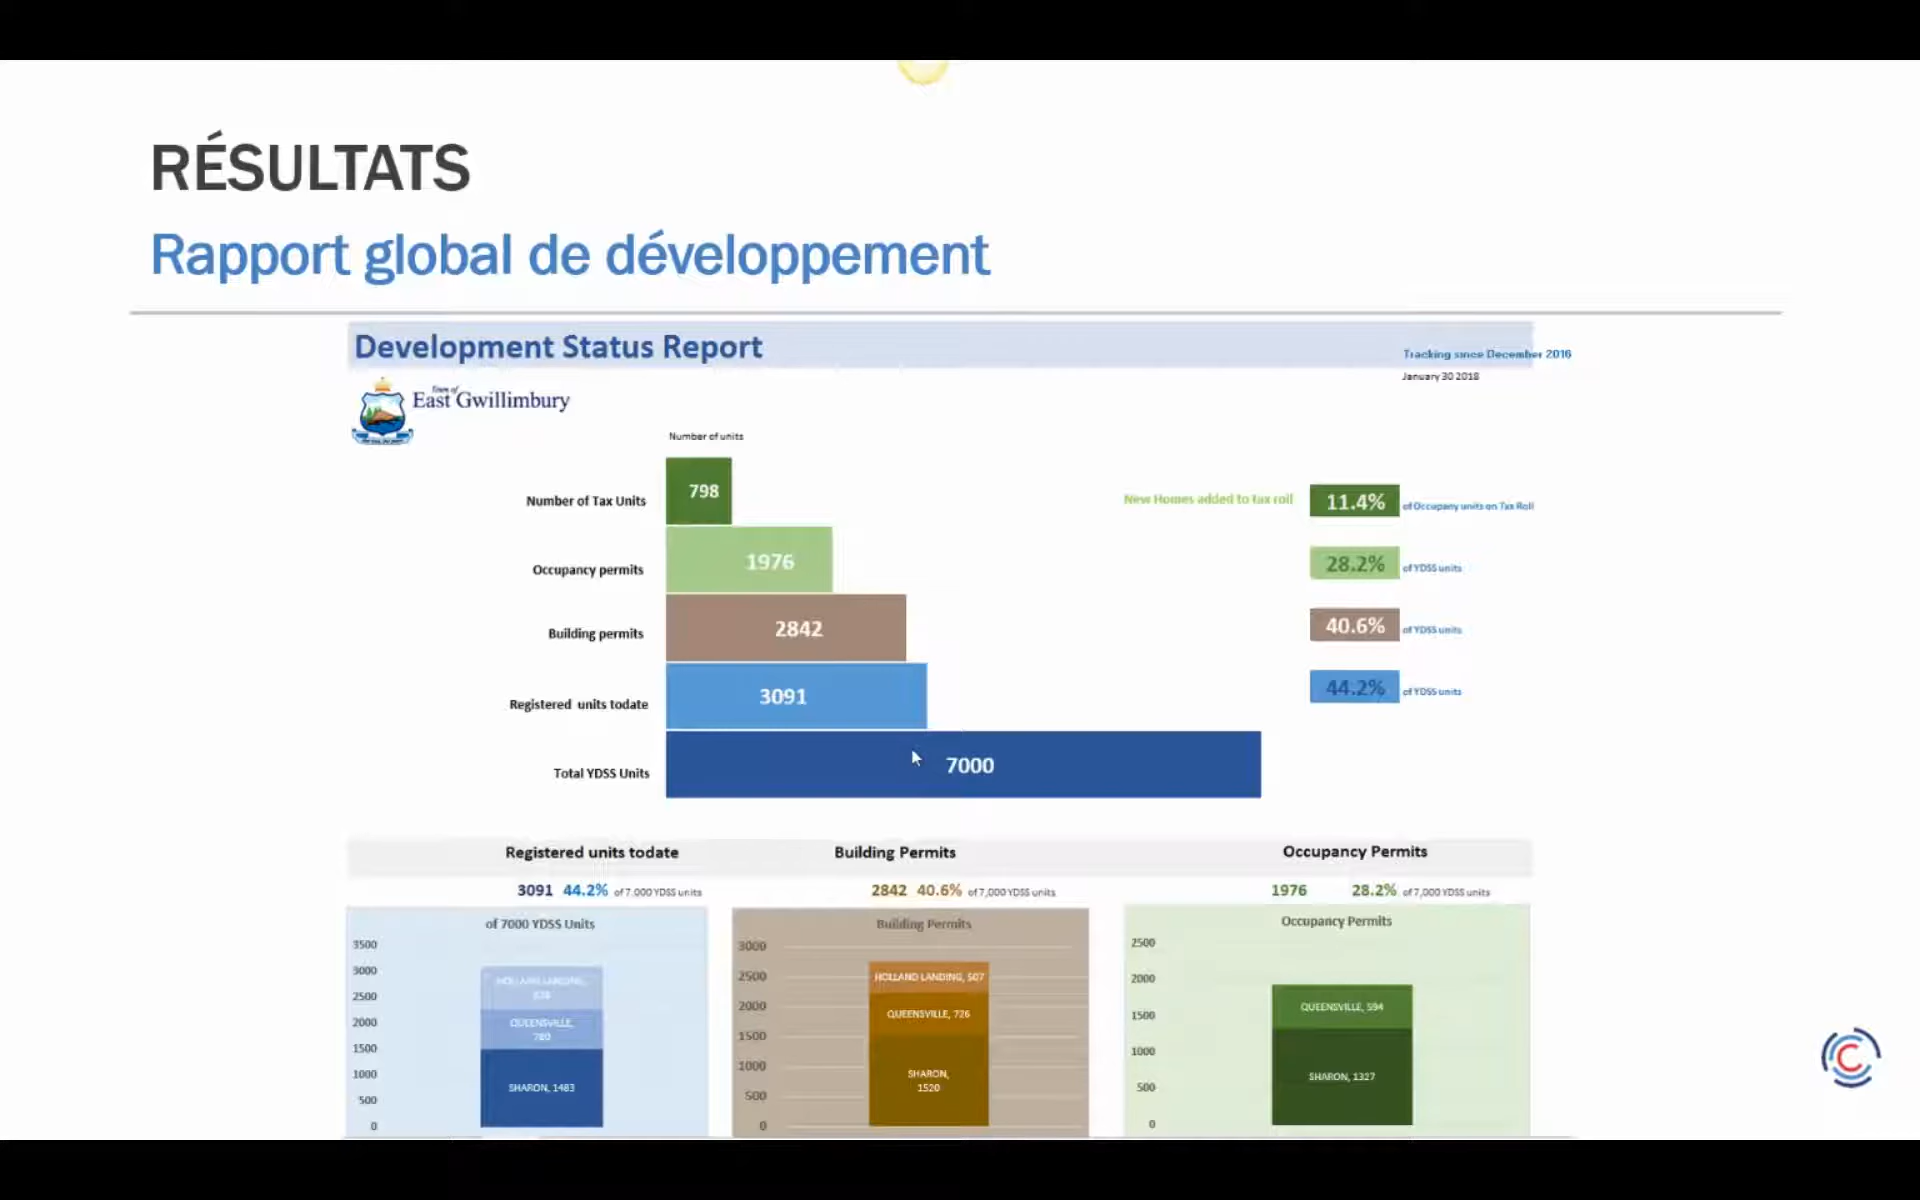 RÉSULTATS
Rapport global de développement
Development Status Report
Tracking since December 2016
January 30 2018
Town of
East Gwillimbury
Number of units
Number of Tax Units
798
New Homes added to tax roll
11.4%
of Occupany units on Tax Roll
Occupancy permits
1976
28.2%
of YDSS units
Building permits
2842
40.6%
of YDSS units
Registered units todate
3091
44.2%
of YDSS units
Total YDSS Units
7000
Registered units todate
3091 44.2% of 7,000 YDSS units
of 7000 YDSS Units
3500
3000
2500
2000
1500
1000
500
0
HOLLAND LANDING,
QUEENSVILLE,
780
SHARON, 1483
Building Permits
2842 40.6% of 7,000 YDSS units
Building Permits
3000
2500
2000
1500
1000
500
0
HOLLAND LANDING, 507
QUEENSVILLE, 726
SHARON,
1520
Occupancy Permits
1976 28.2% of 7,000 YDSS units
Occupancy Permits
2500
2000
1500
1000
500
0
QUEENSVILLE, 594
SHARON, 1327